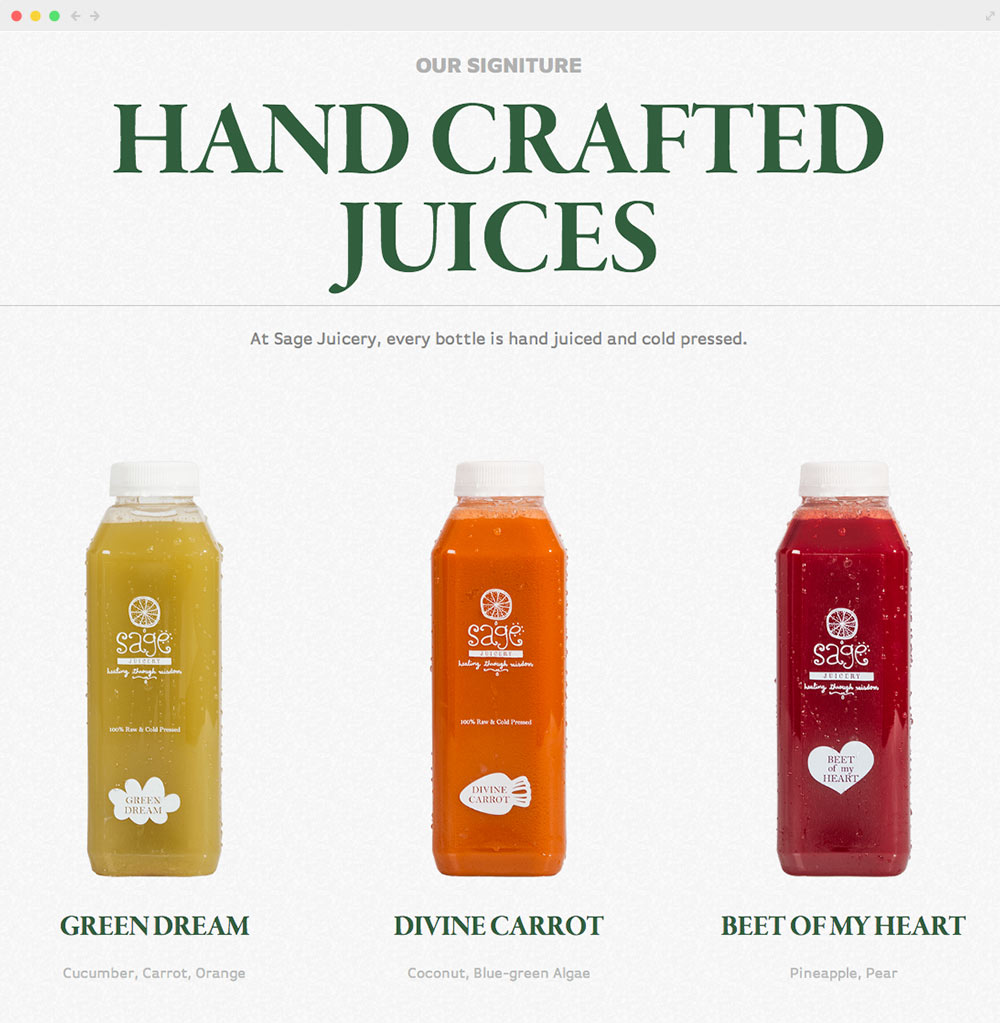 OUR SIGNITURE
HAND CRAFTED
JUICES
At Sage Juicery, every bottle is hand juiced and cold pressed.
sage
JUICERY
healing through wisdom
100% Raw & Cold Pressed
GREEN
DREAM
sage
JUICERY
healing through wisdom
100% Raw & Cold Pressed
DIVINE
CARROT
sage
JUICERY
healing through wisdom
BEET
of my
HEART
GREEN DREAM
DIVINE CARROT
BEET OF MY HEART
Cucumber, Carrot, Orange
Coconut, Blue-green Algae
Pineapple, Pear